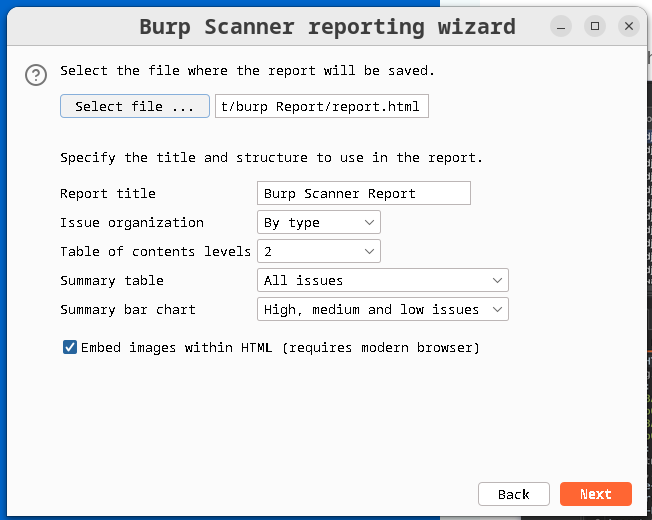 Burp Scanner reporting wizard
Select the file where the report will be saved.
Select file ... t/burp Report/report.html
Specify the title and structure to use in the report.
Report title Burp Scanner Report
Issue organization By type
Table of contents levels 2
Summary table All issues
Summary bar chart High, medium and low issues
Embed images within HTML (requires modern browser)
Back Next